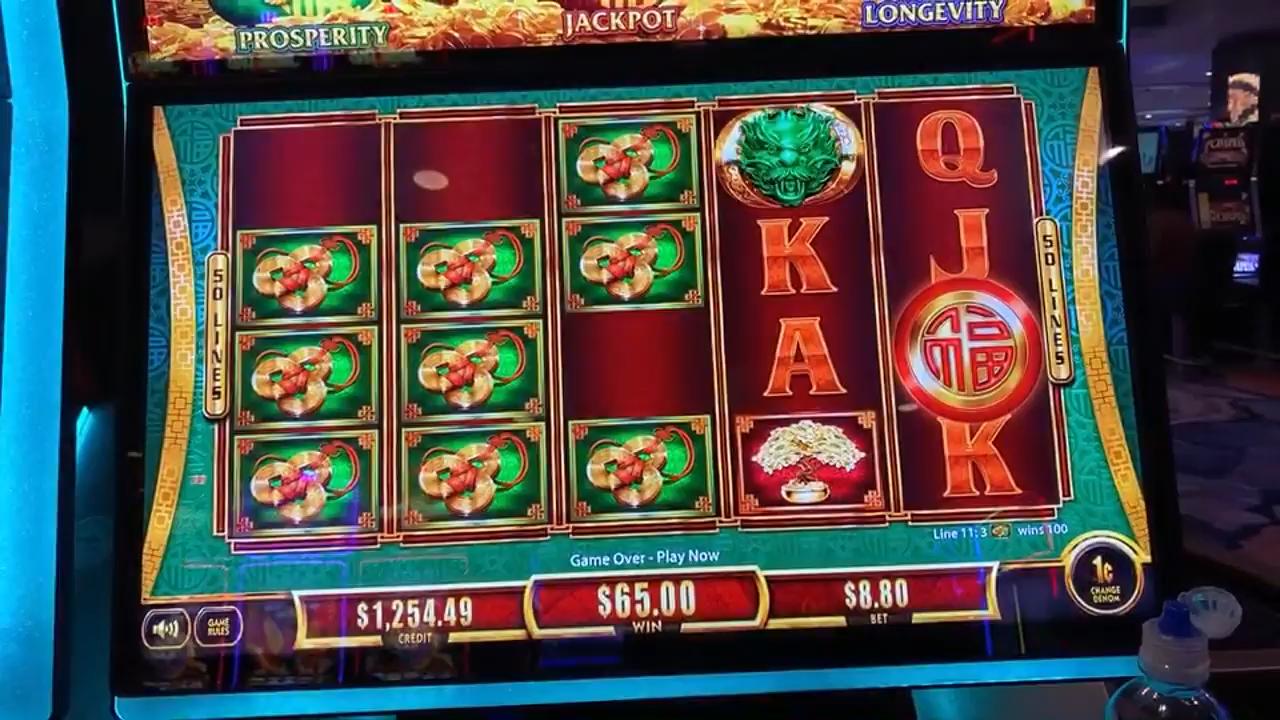 PROSPERITY
JACKPOT
LONGEVITY
Q
K
J
A
福
K
50 LINES
50 LINES
Line 11: 3 wins 100
Game Over - Play Now
$1,254.49
CREDIT
$65.00
WIN
$8.80
BET
GAME
RULES
1¢
CHANGE
DENOM